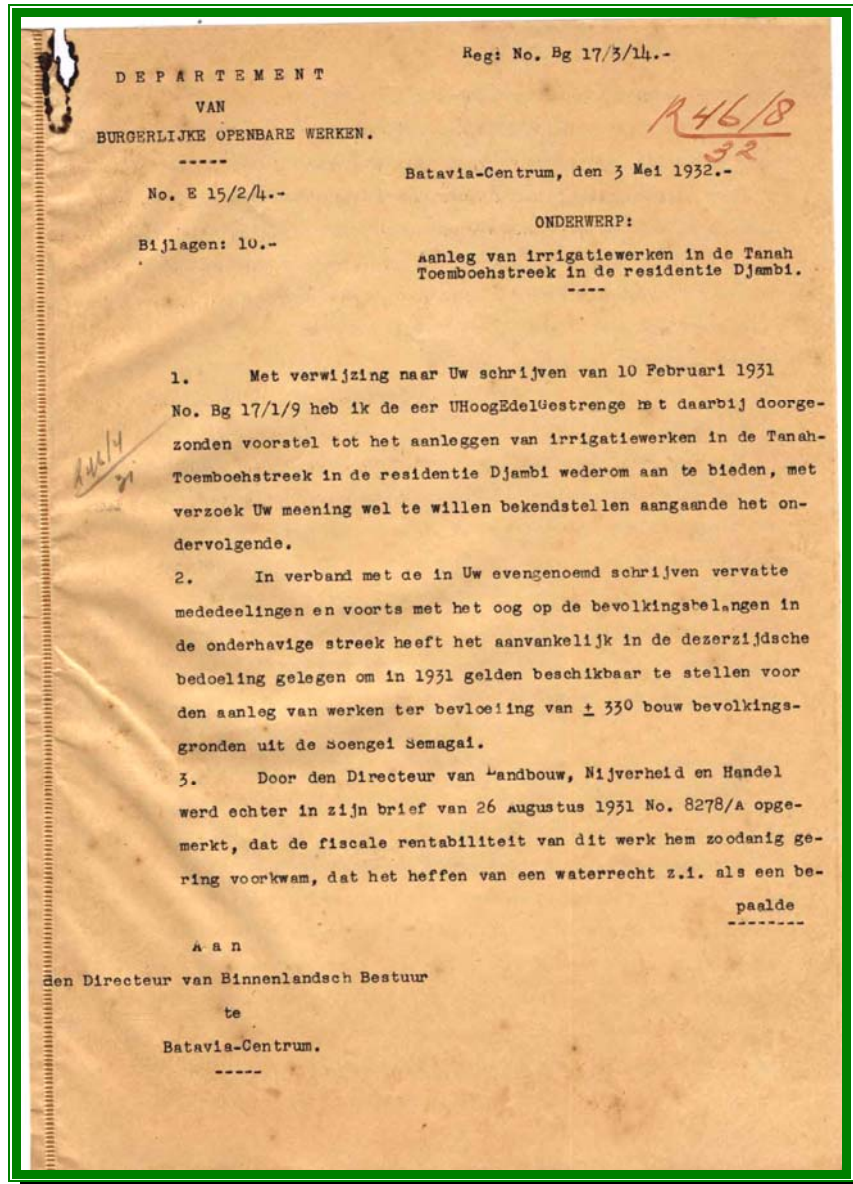 Reg: No. Bg 17/3/14.-
DEPARTEMENT
VAN
BURGERLIJKE OPENBARE WERKEN.
-----
R 46/8
32
Batavia-Centrum, den 3 Mei 1932.-
No. E 15/2/4.-
ONDERWERP:
Bijlagen: 10.-
Aanleg van irrigatiewerken in de Tanah
Toemboehstreek in de residentie Djambi.
----
1. Met verwijzing naar Uw schrijven van 10 Februari 1931
No. Bg 17/1/9 heb ik de eer UHoogEdelGestrenge het daarbij doorge-
zonden voorstel tot het aanleggen van irrigatiewerken in de Tanah-
Toemboehstreek in de residentie Djambi wederom aan te bieden, met
verzoek Uw meening wel te willen bekendstellen aangaande het on-
dervolgende.
2. In verband met de in Uw evengenoemd schrijven vervatte
mededeelingen en voorts met het oog op de bevolkingsbelangen in
de onderhavige streek heeft het aanvankelijk in de dezerzijdsche
bedoeling gelegen om in 1931 gelden beschikbaar te stellen voor
den aanleg van werken ter bevloeiing van ± 330 bouw bevolkings-
gronden uit de Soengei Semagai.
3. Door den Directeur van Landbouw, Nijverheid en Handel
werd echter in zijn brief van 26 Augustus 1931 No. 8278/A opge-
merkt, dat de fiscale rentabiliteit van dit werk hem zoodanig ge-
ring voorkwam, dat het heffen van een waterrecht z.i. als een be-
paalde
--------
Aan
den Directeur van Binnenlandsch Bestuur
te
Batavia-Centrum.
-----